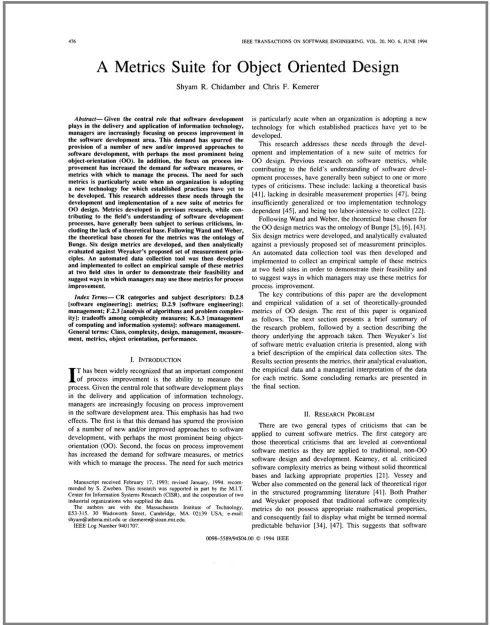 476
IEEE TRANSACTIONS ON SOFTWARE ENGINEERING, VOL. 20, NO. 6, JUNE 1994
A Metrics Suite for Object Oriented Design
Shyam R. Chidamber and Chris F. Kemerer
Abstract—Given the central role that software development
plays in the delivery and application of information technology,
managers are increasingly focusing on process improvement in
the software development area. This demand has spurred the
provision of a number of new and/or improved approaches to
software development, with perhaps the most prominent being
object-orientation (OO). In addition, the focus on process im-
provement has increased the demand for software measures, or
metrics with which to manage the process. The need for such
metrics is particularly acute when an organization is adopting
a new technology for which established practices have yet to
be developed. This research addresses these needs through the
development and implementation of a new suite of metrics for
OO design. Metrics developed in previous research, while con-
tributing to the field's understanding of software development
processes, have generally been subject to serious criticisms, in-
cluding the lack of a theoretical base. Following Wand and Weber,
the theoretical base chosen for the metrics was the ontology of
Bunge. Six design metrics are developed, and then analytically
evaluated against Weyuker's proposed set of measurement prin-
ciples. An automated data collection tool was then developed
and implemented to collect an empirical sample of these metrics
at two field sites in order to demonstrate their feasibility and
suggest ways in which managers may use these metrics for process
improvement.
Index Terms—CR categories and subject descriptors: D.2.8
[software engineering]: metrics; D.2.9 [software engineering]:
management; F.2.3 [analysis of algorithms and problem complex-
ity]: tradeoffs among complexity measures; K.6.3 [management
of computing and information systems]: software management.
General terms: Class, complexity, design, management, measure-
ment, metrics, object orientation, performance.
I. INTRODUCTION
IT has been widely recognized that an important component
of process improvement is the ability to measure the
process. Given the central role that software development plays
in the delivery and application of information technology,
managers are increasingly focusing on process improvement
in the software development area. This emphasis has had two
effects. The first is that this demand has spurred the provision
of a number of new and/or improved approaches to software
development, with perhaps the most prominent being object-
orientation (OO). Second, the focus on process improvement
has increased the demand for software measures, or metrics
with which to manage the process. The need for such metrics
Manuscript received February 17, 1993; revised January, 1994. recom-
mended by S. Zweben. This research was supported in part by the M.I.T.
Center for Information Systems Research (CISR), and the cooperation of two
industrial organizations who supplied the data.
The authors are with the Massachusetts Institute of Technology,
E53-315, 30 Wadsworth Street, Cambridge, MA 02139 USA; e-mail:
shyam@athena.mit.edu or ckemerer@sloan.mit.edu.
IEEE Log Number 9401707.
is particularly acute when an organization is adopting a new
technology for which established practices have yet to be
developed.
This research addresses these needs through the devel-
opment and implementation of a new suite of metrics for
OO design. Previous research on software metrics, while
contributing to the field's understanding of software devel-
opment processes, have generally been subject to one or more
types of criticisms. These include: lacking a theoretical basis
[41], lacking in desirable measurement properties [47], being
insufficiently generalized or too implementation technology
dependent [45], and being too labor-intensive to collect [22].
Following Wand and Weber, the theoretical base chosen for
the OO design metrics was the ontology of Bunge [5], [6], [43].
Six design metrics were developed, and analytically evaluated
against a previously proposed set of measurement principles.
An automated data collection tool was then developed and
implemented to collect an empirical sample of these metrics
at two field sites in order to demonstrate their feasibility and
to suggest ways in which managers may use these metrics for
process improvement.
The key contributions of this paper are the development
and empirical validation of a set of theoretically-grounded
metrics of OO design. The rest of this paper is organized
as follows. The next section presents a brief summary of
the research problem, followed by a section describing the
theory underlying the approach taken. Then Weyuker's list
of software metric evaluation criteria is presented, along with
a brief description of the empirical data collection sites. The
Results section presents the metrics, their analytical evaluation,
the empirical data and a managerial interpretation of the data
for each metric. Some concluding remarks are presented in
the final section.
II. RESEARCH PROBLEM
There are two general types of criticisms that can be
applied to current software metrics. The first category are
those theoretical criticisms that are leveled at conventional
software metrics as they are applied to traditional, non-OO
software design and development. Kearney, et al. criticized
software complexity metrics as being without solid theoretical
bases and lacking appropriate properties [21]. Vessey and
Weber also commented on the general lack of theoretical rigor
in the structured programming literature [41]. Both Prather
and Weyuker proposed that traditional software complexity
metrics do not possess appropriate mathematical properties,
and consequently fail to display what might be termed normal
predictable behavior [34], [47]. This suggests that software
0098-5589/94$04.00 © 1994 IEEE